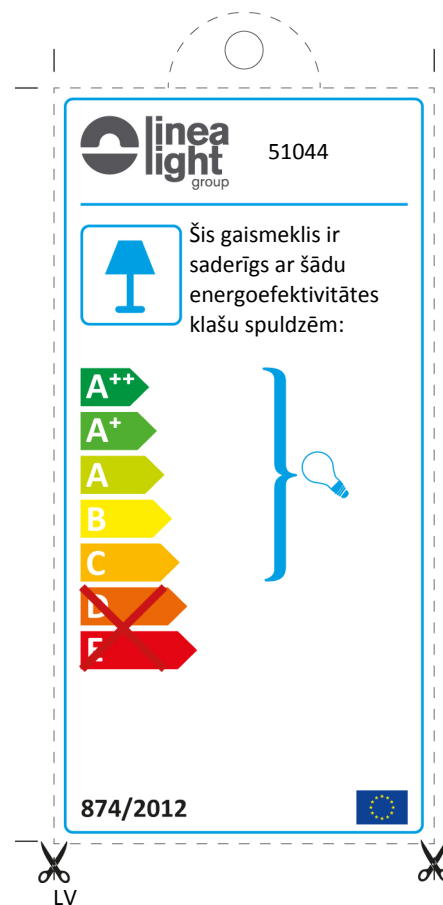 linea
light
group
51044
Šis gaismeklis ir
saderīgs ar šādu
energoefektivitātes
klašu spuldzēm:
A++
A+
A
B
C
D
E
874/2012
LV